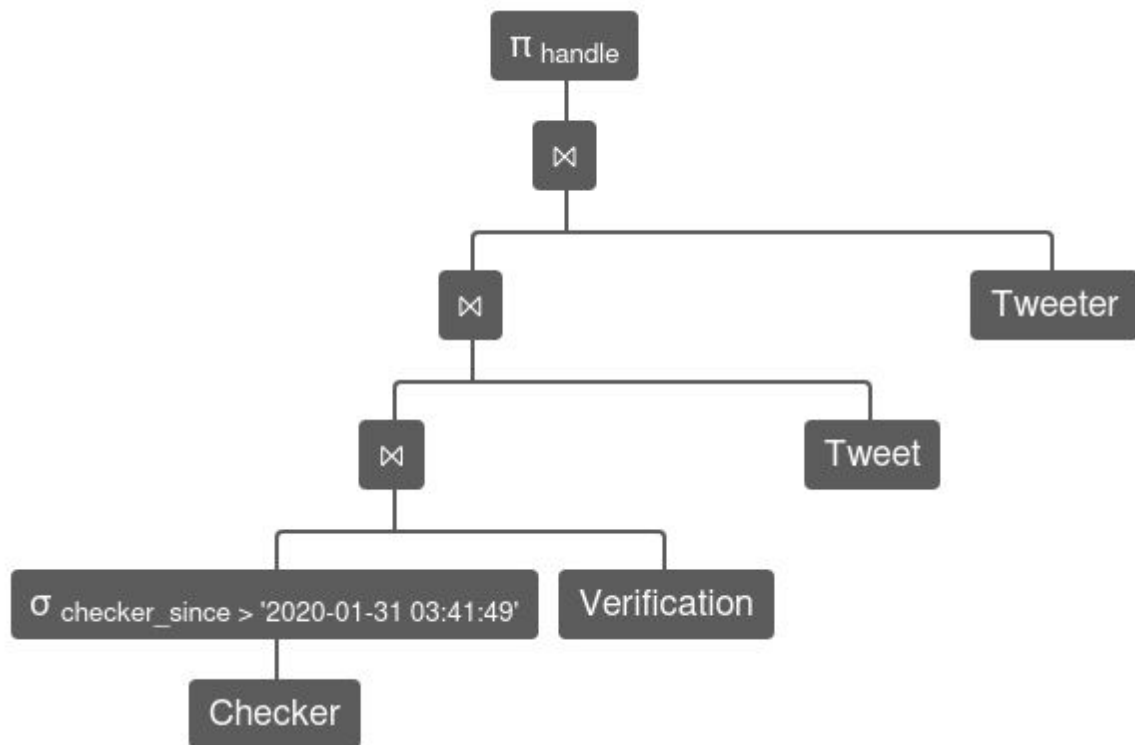 π handle
⋈
⋈
Tweeter
⋈
Tweet
σ checker_since > '2020-01-31 03:41:49'
Verification
Checker